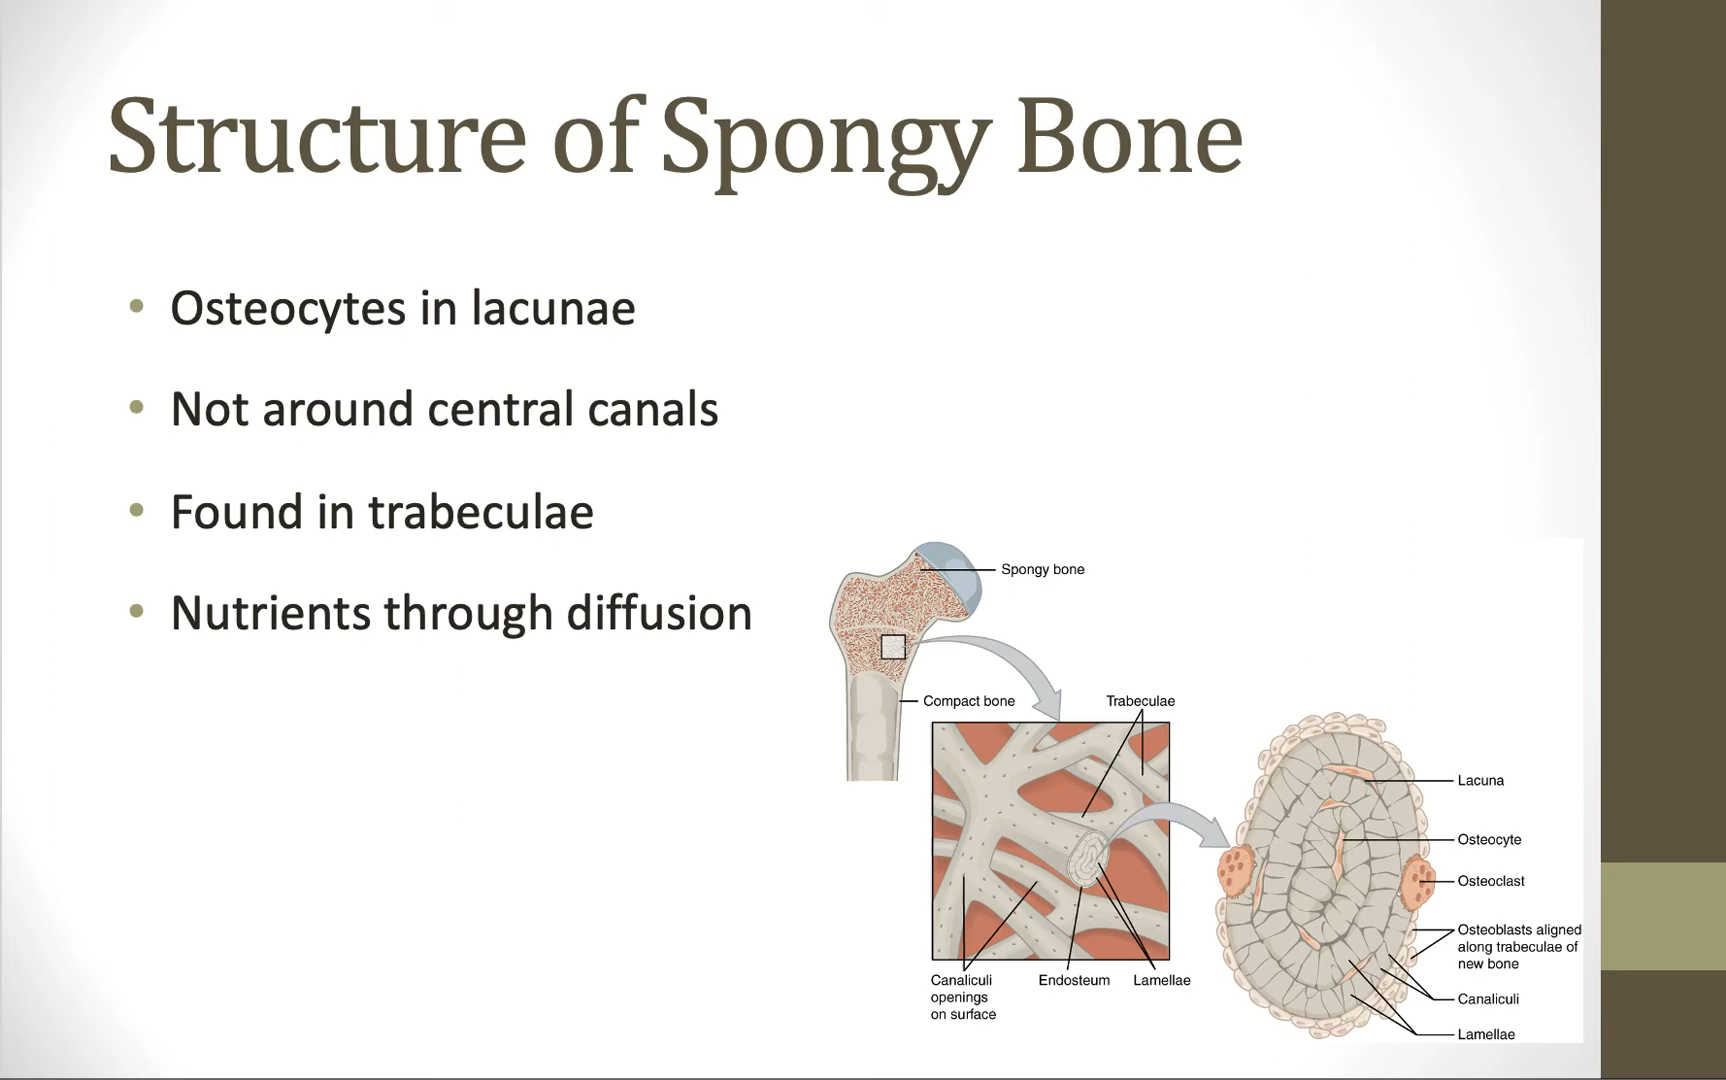 Structure of Spongy Bone
Osteocytes in lacunae
Not around central canals
Found in trabeculae
Nutrients through diffusion
Spongy bone
Compact bone
Trabeculae
Canaliculi
openings
on surface
Endosteum
Lamellae
Lacuna
Osteocyte
Osteoclast
Osteoblasts aligned
along trabeculae of
new bone
Canaliculi
Lamellae